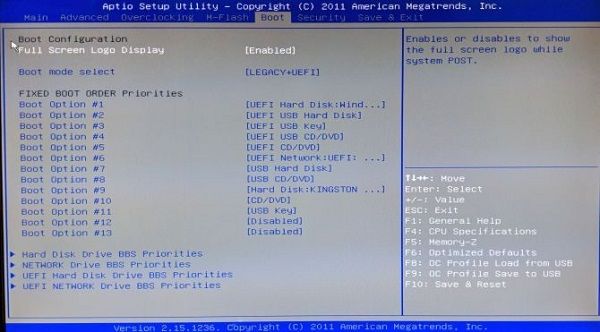 Aptio Setup Utility - Copyright (C) 2011 American Megatrends, Inc.
Main Advanced Overclocking M-Flash Boot Security Save & Exit
Boot Configuration
Full Screen Logo Display [Enabled]
Boot mode select [LEGACY+UEFI]
FIXED BOOT ORDER Priorities
Boot Option #1 [UEFI Hard Disk:Wind...]
Boot Option #2 [UEFI USB Hard Disk]
Boot Option #3 [UEFI USB Key]
Boot Option #4 [UEFI USB CD/DVD]
Boot Option #5 [UEFI CD/DVD]
Boot Option #6 [UEFI Network:UEFI: ...]
Boot Option #7 [USB Hard Disk]
Boot Option #8 [USB CD/DVD]
Boot Option #9 [Hard Disk:KINGSTON ...]
Boot Option #10 [CD/DVD]
Boot Option #11 [USB Key]
Boot Option #12 [Disabled]
Boot Option #13 [Disabled]
Hard Disk Drive BBS Priorities
NETWORK Drive BBS Priorities
UEFI Hard Disk Drive BBS Priorities
UEFI NETWORK Drive BBS Priorities
Enables or disables to show
the full screen logo while
system POST.
↑↓→←: Move
Enter: Select
+/-: Value
ESC: Exit
F1: General Help
F4: CPU Specifications
F5: Memory-Z
F6: Optimized Defaults
F8: OC Profile Load from USB
F9: OC Profile Save to USB
F10: Save & Reset
Version 2.15.1236. Copyright (C) 2011 American Megatrends, Inc.